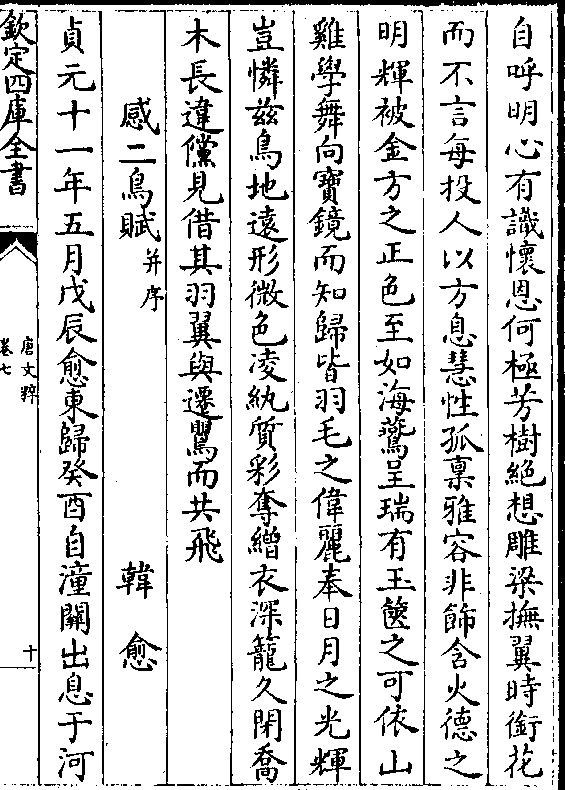 自呼明心有識懷恩何極芳樹絕想雕梁撫翼時銜花
而不言每投人以方息慧性孤稟雅容非飾含火德之
明輝被金方之正色至如海鷰呈瑞有玉篋之可依山
雞學舞向寶鏡而知歸皆羽毛之偉麗奉日月之光輝
豈憐茲鳥地遠形微色凌紈質彩奪繒衣深籠久閉喬
木長違儻見借其羽翼與遷鸎而共飛
感二鳥賦并序 韓愈
貞元十一年五月戊辰愈東歸癸酉自潼關出息于河
欽定四庫全書
唐文粹
卷七
十